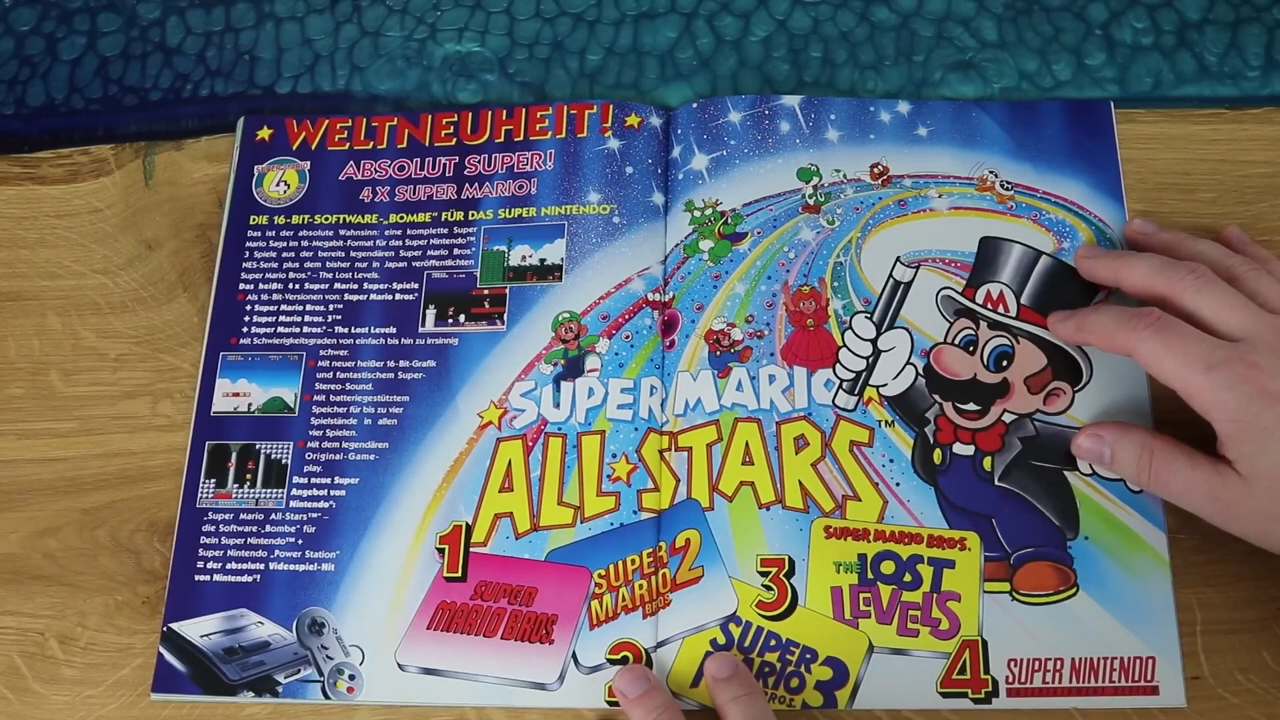 WELTNEUHEIT!
ABSOLUT SUPER!
4 X SUPER MARIO!
SUPER MARIO
4
DIE 16-BIT-SOFTWARE-„BOMBE" FÜR DAS SUPER NINTENDO™
Das ist der absolute Wahnsinn: eine komplette Super
Mario Saga im 16-Megabit-Format für das Super Nintendo™
3 Spiele aus der bereits legendären Super Mario Bros.®
NES-Serie plus dem bisher nur in Japan veröffentlichten
Super Mario Bros.® – The Lost Levels.
Das heißt: 4 x Super Mario Super-Spiele
Als 16-Bit-Versionen von: Super Mario Bros.®
+ Super Mario Bros. 2™
+ Super Mario Bros. 3™
+ Super Mario Bros.® – The Lost Levels
Mit Schwierigkeitsgraden von einfach bis hin zu irrsinnig
schwer.
Mit neuer heißer 16-Bit-Grafik
und fantastischem Super-
Stereo-Sound.
Mit batteriegestütztem
Speicher für bis zu vier
Spielstände in allen
vier Spielen.
Mit dem legendären
Original-Game-
play.
Das neue Super
Angebot von
Nintendo®:
„Super Mario All-Stars™" –
die Software-„Bombe" für
Dein Super Nintendo™ +
Super Nintendo „Power Station"
= der absolute Videospiel-Hit
von Nintendo®!
M
SUPER MARIO
ALL STARS™
1
SUPER
MARIO BROS.
2
SUPER
MARIO 2
BROS
3
SUPER
MARIO 3
BROS.
SUPER MARIO BROS.
THE LOST
LEVELS
4
SUPER NINTENDO™